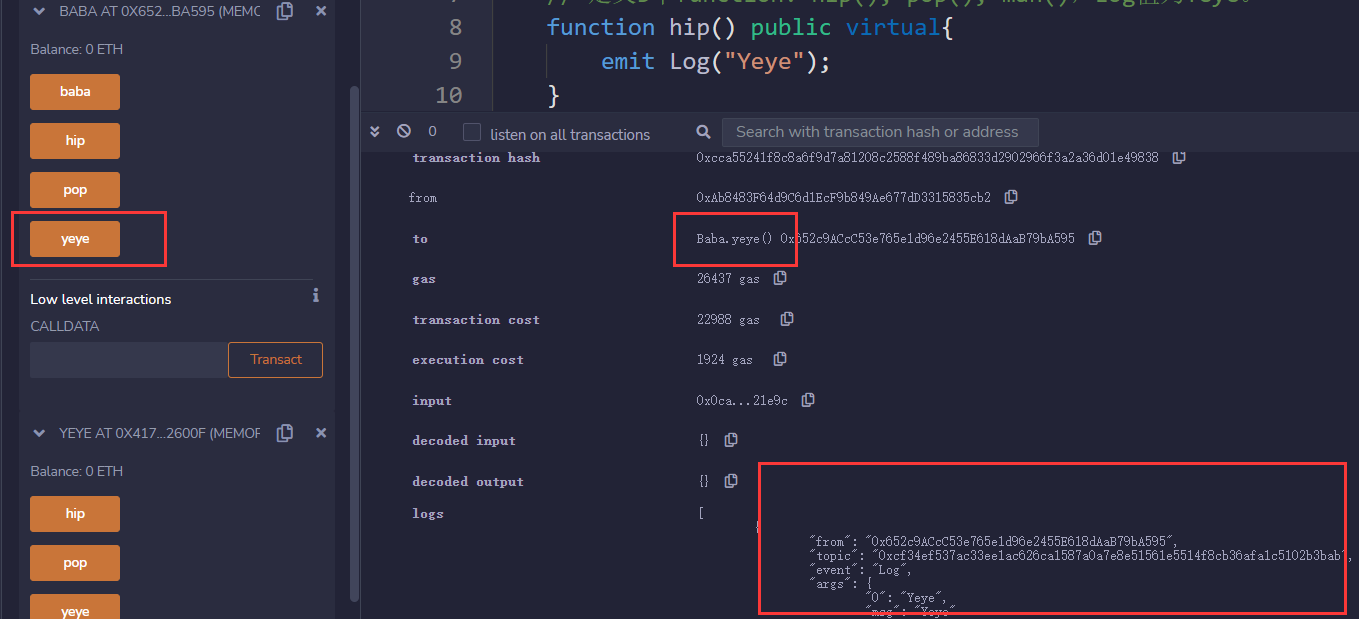 BABA AT 0X652...BA595 (MEMC
Balance: 0 ETH
baba
hip
pop
yeye
Low level interactions
CALLDATA
Transact
YEYE AT 0X417...2600F (MEMOF
Balance: 0 ETH
hip
pop
yeye
8 function hip() public virtual{
9 emit Log("Yeye");
10 }
0 listen on all transactions Search with transaction hash or address
transaction hash 0xcca55241f8c8a6f9d7a81208c2588f489ba86833d2902966f3a2a36d01e49838
from 0xAb8483F64d9C6d1EcF9b849Ae677dD3315835cb2
to Baba.yeye() 0x652c9ACcC53e765e1d96e2455E618dAaB79bA595
gas 26437 gas
transaction cost 22988 gas
execution cost 1924 gas
input 0x0ca...21e9c
decoded input {}
decoded output {}
logs [
{
"from": "0x652c9ACcC53e765e1d96e2455E618dAaB79bA595",
"topic": "0xcf34ef537ac33ee1ac626ca1587a0a7e8e51561e5514f8cb36afa1c5102b3bab",
"event": "Log",
"args": {
"0": "Yeye",
"msg": "Yeye"